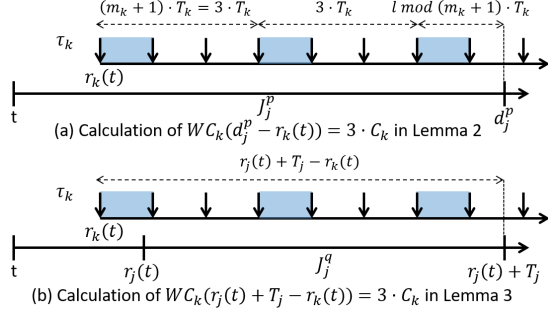 (m_k + 1) · T_k = 3 · T_k 3 · T_k l mod (m_k + 1) · T_k
τ_k
r_k(t)
J_j^p
t d_j^p
(a) Calculation of WC_k(d_j^p − r_k(t)) = 3 · C_k in Lemma 2
r_j(t) + T_j − r_k(t)
τ_k
r_k(t)
J_j^q
t r_j(t) r_j(t) + T_j
(b) Calculation of WC_k(r_j(t) + T_j − r_k(t)) = 3 · C_k in Lemma 3